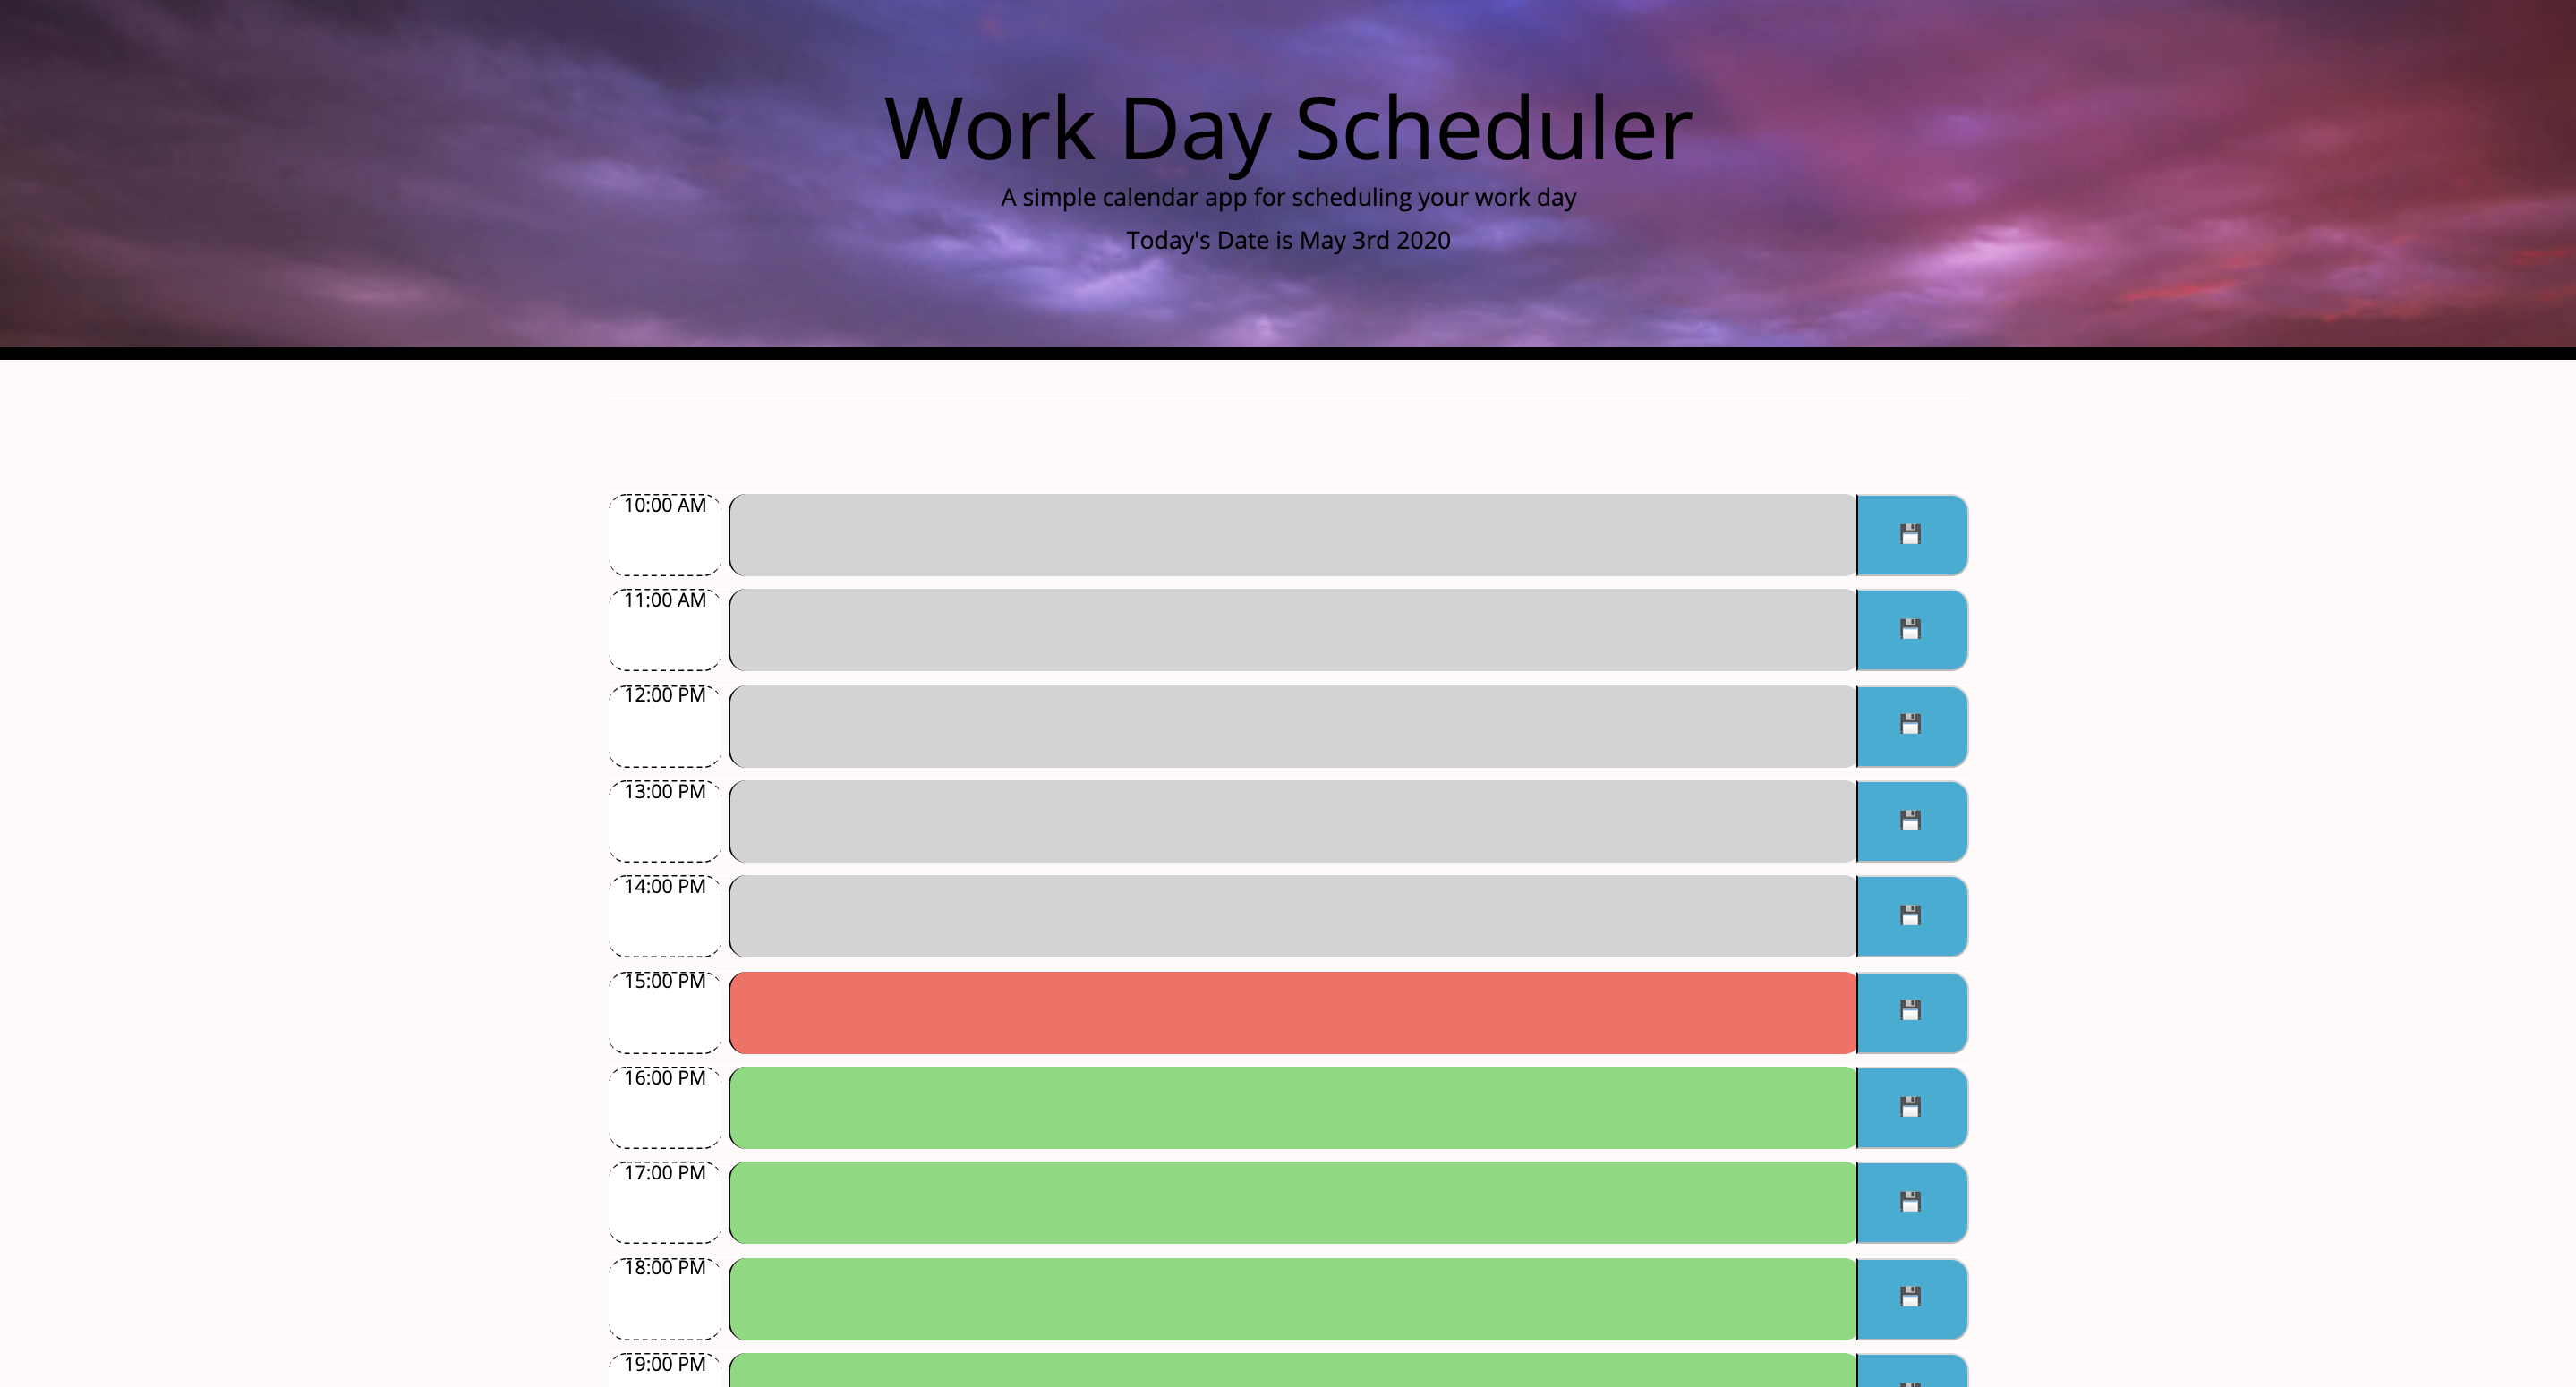 Work Day Scheduler
A simple calendar app for scheduling your work day
Today's Date is May 3rd 2020
10:00 AM
11:00 AM
12:00 PM
13:00 PM
14:00 PM
15:00 PM
16:00 PM
17:00 PM
18:00 PM
19:00 PM